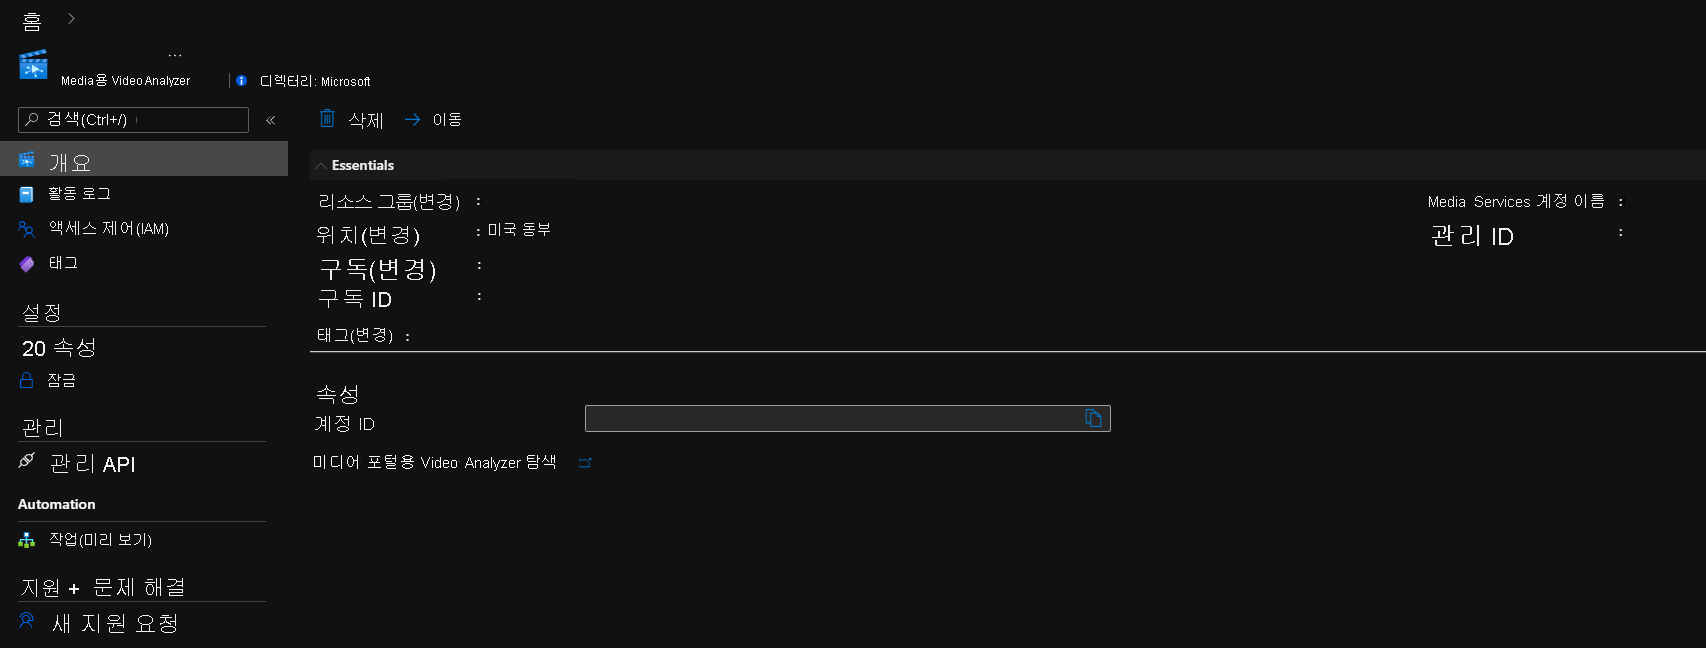 홈 >
...
Media용 Video Analyzer | 디렉터리: Microsoft
검색(Ctrl+/) «
삭제 → 이동
개요
활동 로그
액세스 제어(IAM)
태그
설정
20 속성
잠금
관리
관리 API
Automation
작업(미리 보기)
지원 + 문제 해결
새 지원 요청
Essentials
리소스 그룹(변경) :
위치(변경) : 미국 동부
구독(변경) :
구독 ID :
태그(변경) :
Media Services 계정 이름 :
관리 ID :
속성
계정 ID
미디어 포털용 Video Analyzer 탐색